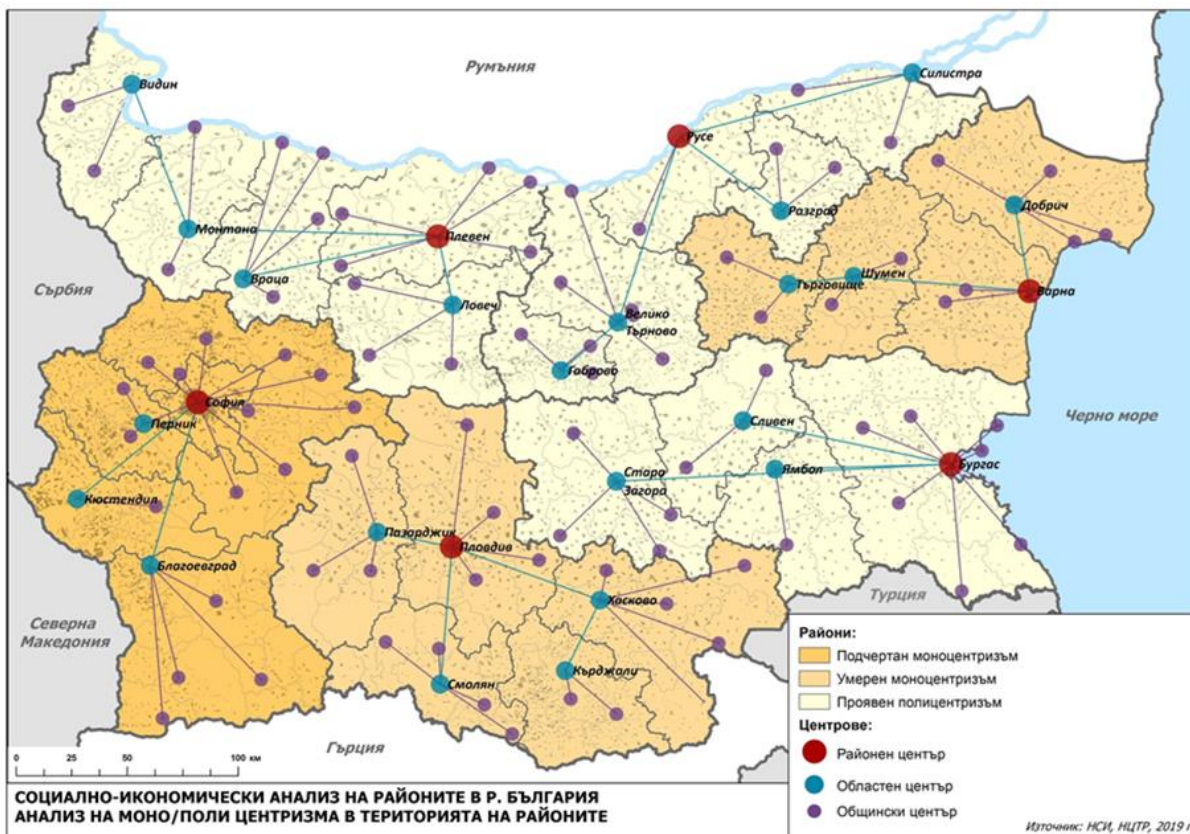 Румъния
Видин
Силистра
Русе
Монтана
Плевен
Разград
Добрич
Враца
Шумен
Търговище
Варна
Сърбия
Ловеч
Велико
Търново
Габрово
София
Перник
Черно море
Сливен
Бургас
Стара
Загора
Ямбол
Кюстендил
Пазарджик
Пловдив
Благоевград
Хасково
Турция
Северна
Македония
Кърджали
Смолян
Гърция
Райони:
Подчертан моноцентризъм
Умерен моноцентризъм
Проявен полицентризъм
Центрове:
Районен център
Областен център
Общински център
0 25 50 100 км
СОЦИАЛНО-ИКОНОМИЧЕСКИ АНАЛИЗ НА РАЙОНИТЕ В Р. БЪЛГАРИЯ
АНАЛИЗ НА МОНО/ПОЛИ ЦЕНТРИЗМА В ТЕРИТОРИЯТА НА РАЙОНИТЕ
Източник: НСИ, НЦТР, 2019 г